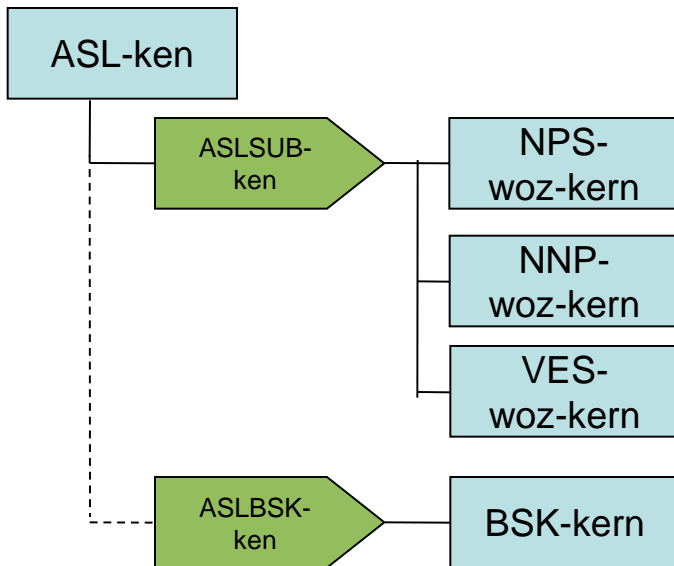 ASL-ken
ASLSUB-
ken
NPS-
woz-kern
NNP-
woz-kern
VES-
woz-kern
ASLBSK-
ken
BSK-kern